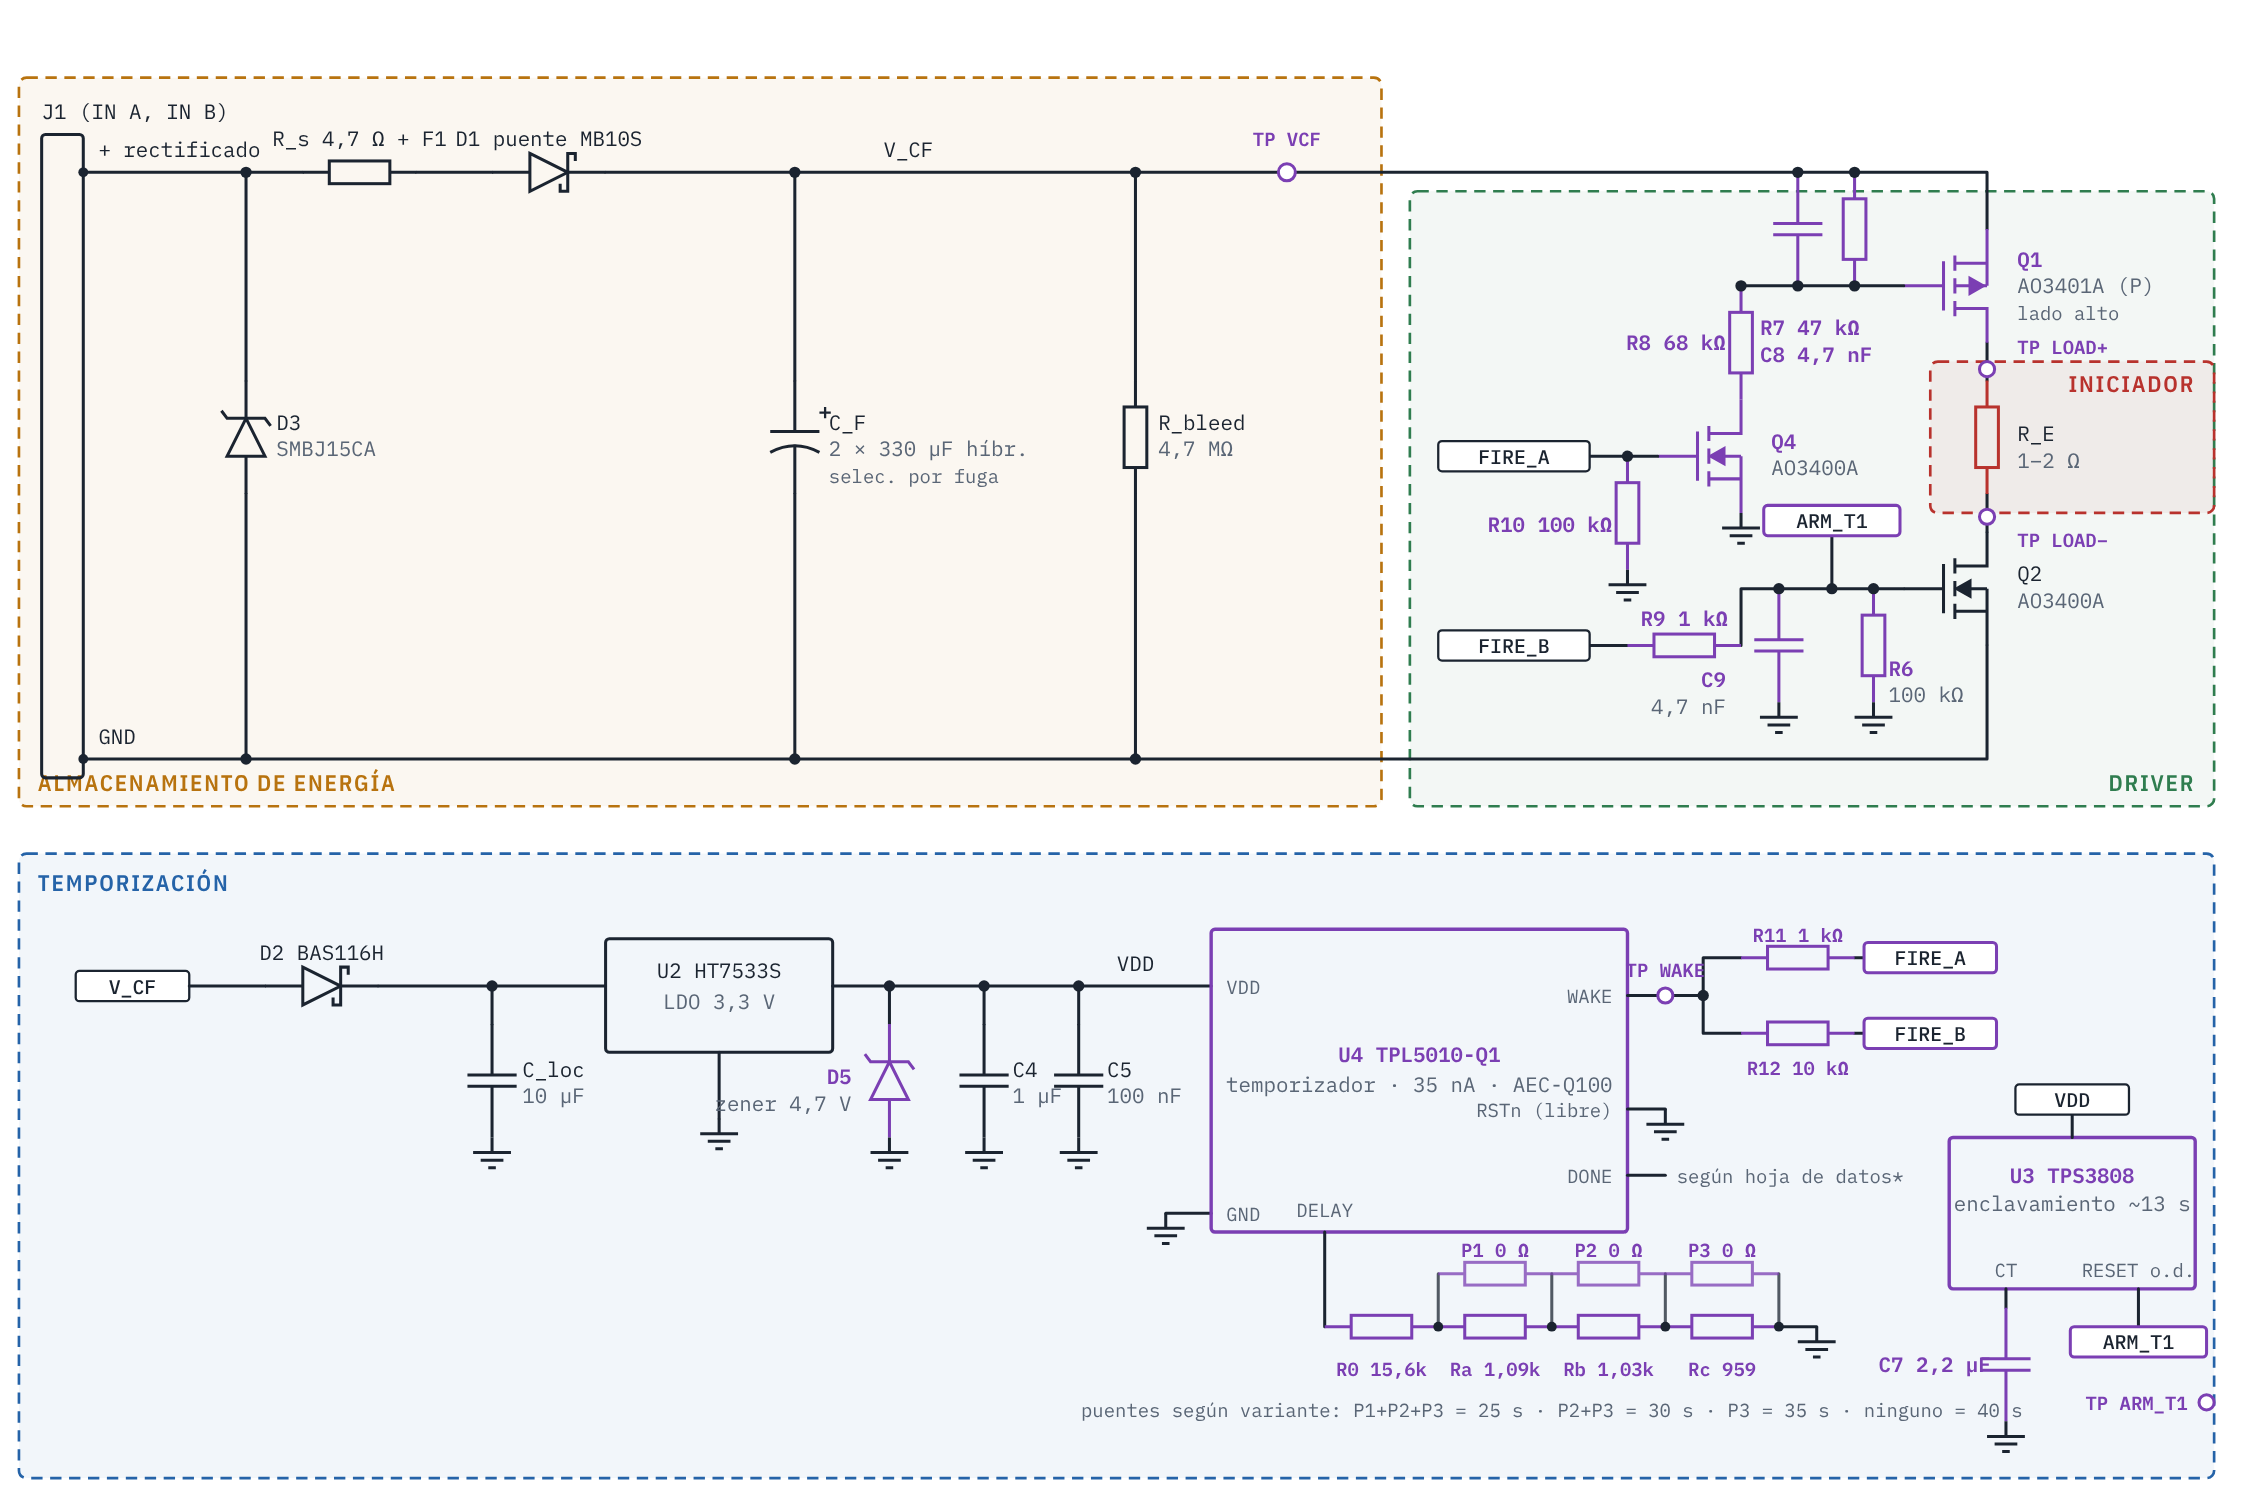 J1 (IN A, IN B)
+ rectificado
R_s 4,7 Ω + F1
D1 puente MB10S
V_CF
TP VCF
D3
SMBJ15CA
+
C_F
2 × 330 µF híbr.
selec. por fuga
R_bleed
4,7 MΩ
GND
ALMACENAMIENTO DE ENERGÍA
Q1
AO3401A (P)
lado alto
R8 68 kΩ
R7 47 kΩ
C8 4,7 nF
TP LOAD+
INICIADOR
R_E
1–2 Ω
FIRE_A
Q4
AO3400A
R10 100 kΩ
ARM_T1
TP LOAD−
Q2
AO3400A
R9 1 kΩ
FIRE_B
C9
4,7 nF
R6
100 kΩ
DRIVER
TEMPORIZACIÓN
V_CF
D2 BAS116H
C_loc
10 µF
U2 HT7533S
LDO 3,3 V
D5
zener 4,7 V
C4
1 µF
C5
100 nF
VDD
VDD
WAKE
U4 TPL5010-Q1
temporizador · 35 nA · AEC-Q100
RSTn (libre)
DONE
según hoja de datos*
GND
DELAY
TP WAKE
R11 1 kΩ
FIRE_A
FIRE_B
R12 10 kΩ
VDD
U3 TPS3808
enclavamiento ~13 s
CT
RESET o.d.
ARM_T1
C7 2,2 µF
TP ARM_T1
P1 0 Ω
P2 0 Ω
P3 0 Ω
R0 15,6k
Ra 1,09k
Rb 1,03k
Rc 959
puentes según variante: P1+P2+P3 = 25 s · P2+P3 = 30 s · P3 = 35 s · ninguno = 40 s